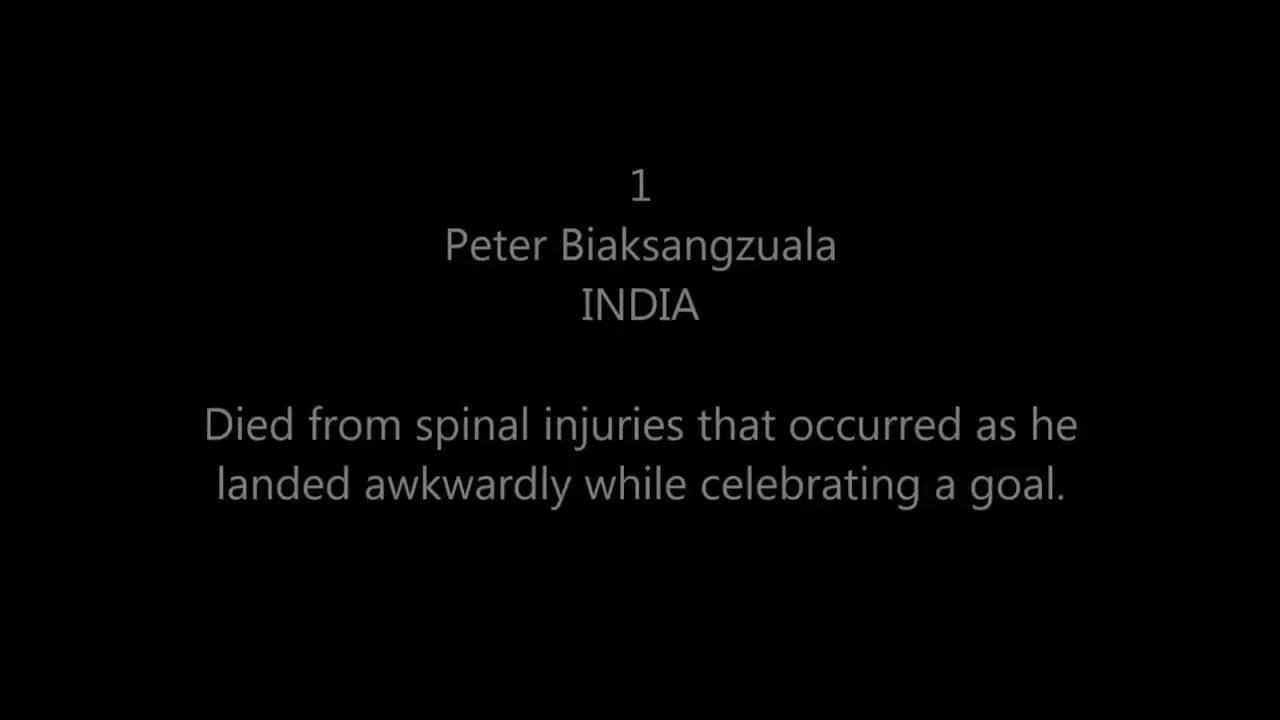 1
Peter Biaksangzuala
INDIA
Died from spinal injuries that occurred as he
landed awkwardly while celebrating a goal.